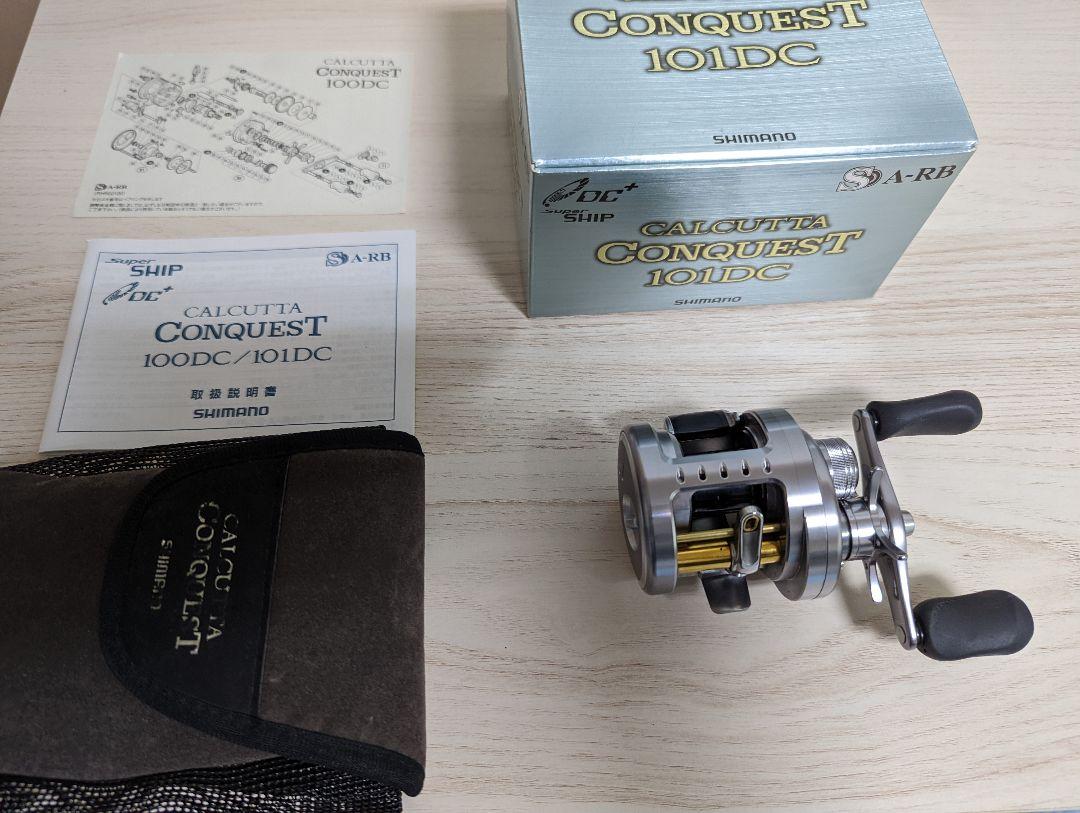 CALCUTTA
CONQUEST
100DC
A-RB
Super
SHIP
DC+
A-RB
CALCUTTA
CONQUEST
100DC/101DC
取扱説明書
SHIMANO
CALCUTTA
CONQUEST
SHIMANO
CONQUEST
101DC
SHIMANO
DC+
Super
SHIP
A-RB
CALCUTTA
CONQUEST
101DC
SHIMANO